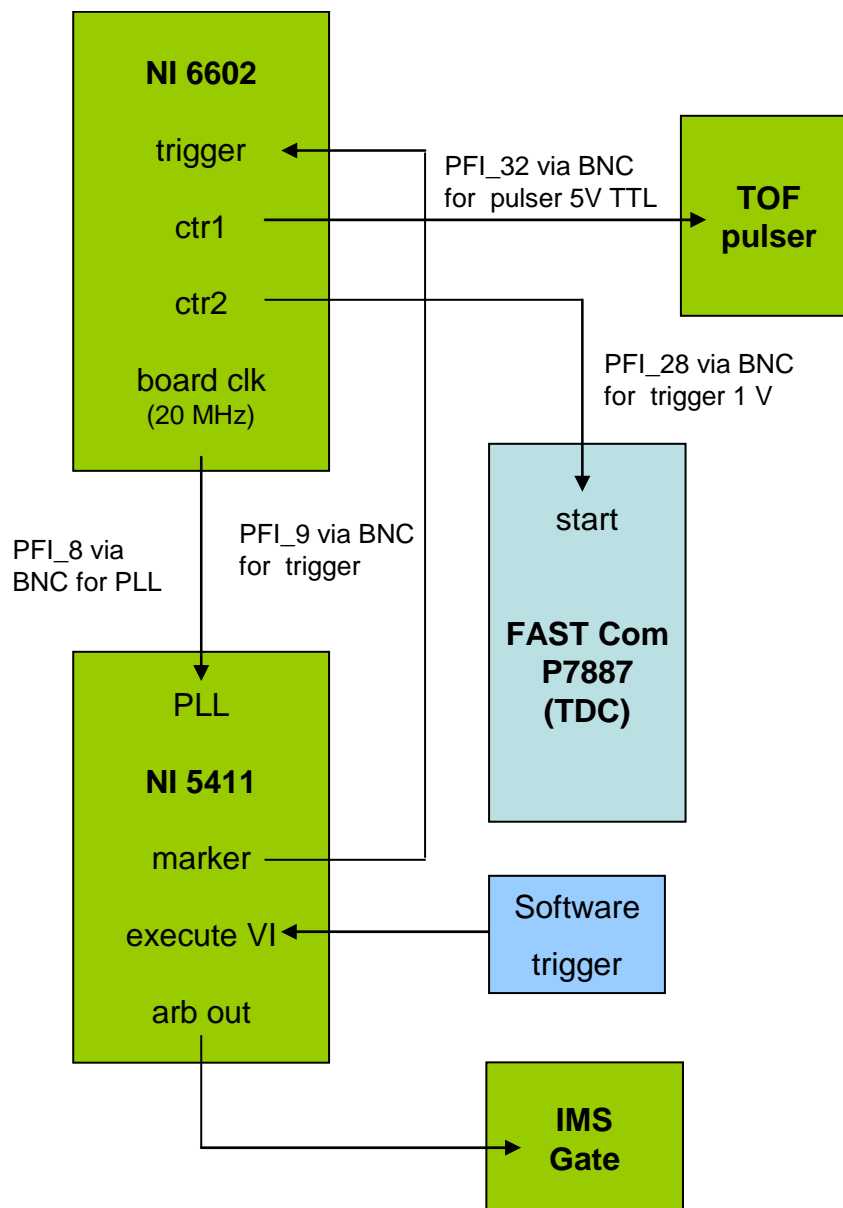 NI 6602
trigger
ctr1
ctr2
board clk
(20 MHz)
PFI_32 via BNC
for pulser 5V TTL
TOF
pulser
PFI_28 via BNC
for trigger 1 V
PFI_8 via
BNC for PLL
PFI_9 via BNC
for trigger
start
FAST Com
P7887
(TDC)
PLL
NI 5411
marker
execute VI
arb out
Software
trigger
IMS
Gate